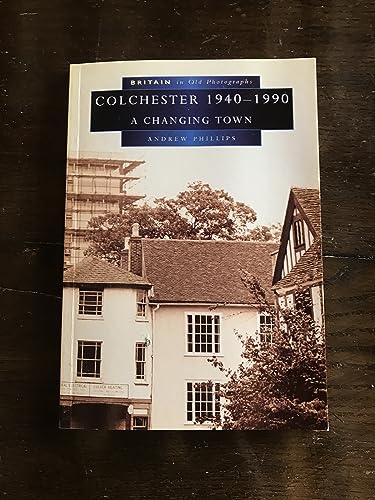 BRITAIN in Old Photographs
COLCHESTER 1940–1990
A CHANGING TOWN
ANDREW PHILLIPS